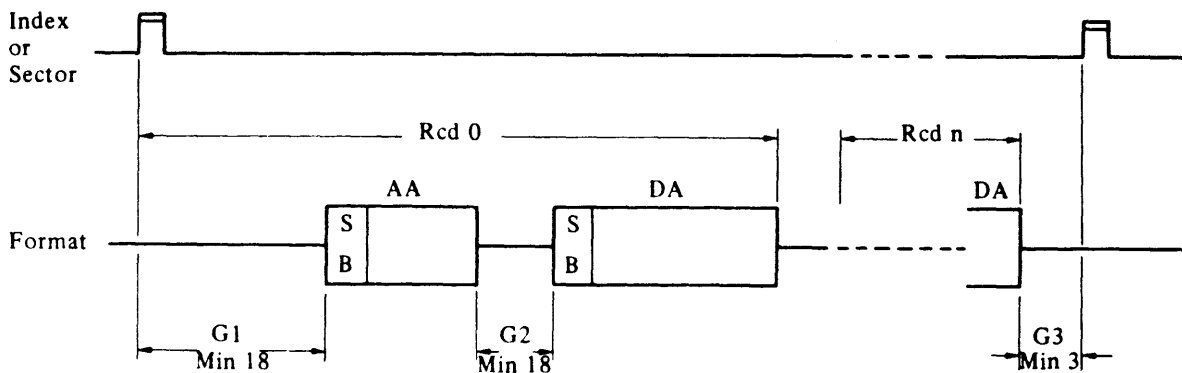 Index
or
Sector
Rcd 0
Rcd n
AA
DA
DA
Format
S
B
S
B
G1
Min 18
G2
Min 18
G3
Min 3